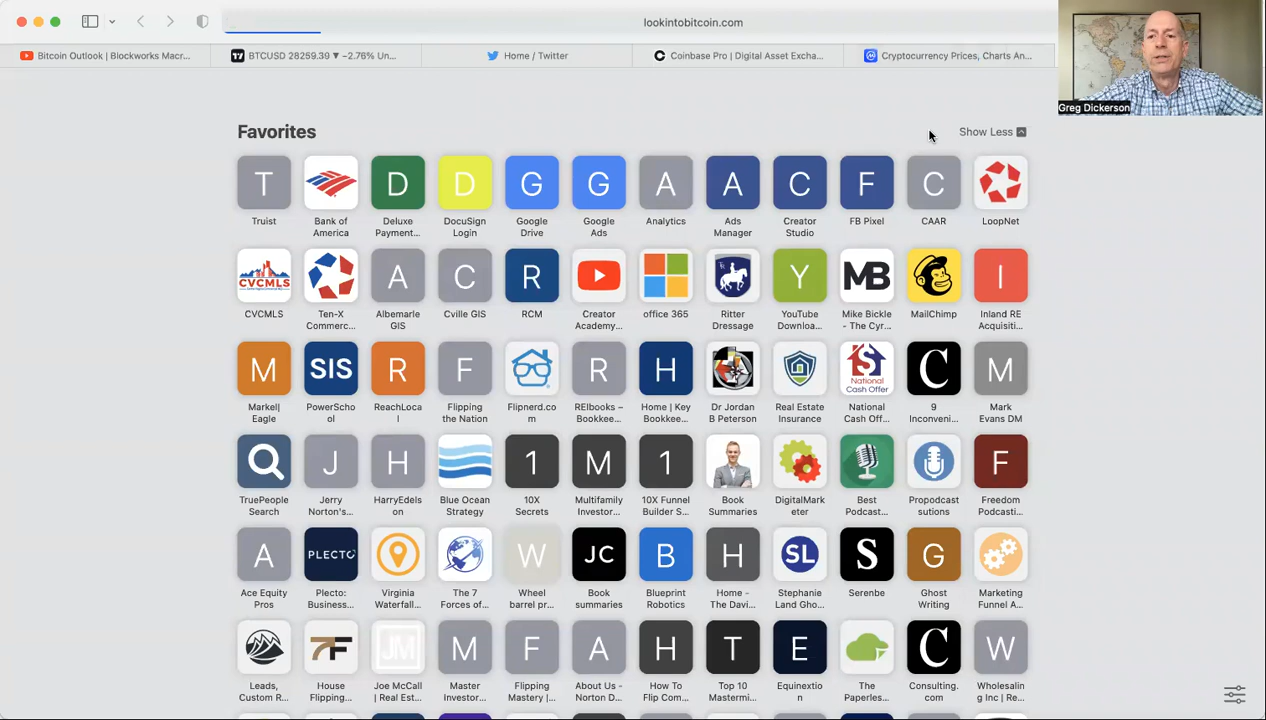 lookintobitcoin.com
Bitcoin Outlook | Blockworks Macr...
BTCUSD 28259.39 ▼ −2.76% Un...
Home / Twitter
Coinbase Pro | Digital Asset Excha...
Cryptocurrency Prices, Charts An...
Greg Dickerson
Favorites
Show Less
T
D
D
G
G
A
A
C
F
C
Truist
Bank of
America
Deluxe
Payment...
DocuSign
Login
Google
Drive
Google
Ads
Analytics
Ads
Manager
Creator
Studio
FB Pixel
CAAR
LoopNet
CVCMLS
A
C
R
Y
MB
I
CVCMLS
Ten-X
Commerc...
Albemarle
GIS
Cville GIS
RCM
Creator
Academy...
office 365
Ritter
Dressage
YouTube
Downloa...
Mike Bickle
- The Cyr...
MailChimp
Inland RE
Acquisiti...
M
SIS
R
F
R
H
National
Cash Offer
C
M
Markel|
Eagle
PowerScho
ol
ReachLoca
l
Flipping
the Nation
Flipnerd.co
m
REIbooks –
Bookkee...
Home | Key
Bookkee...
Dr Jordan
B Peterson
Real Estate
Insurance
National
Cash Off...
9
Inconveni...
Mark
Evans DM
J
H
1
M
1
F
TruePeople
Search
Jerry
Norton's...
HarryEdels
on
Blue Ocean
Strategy
10X
Secrets
Multifamily
Investor...
10X Funnel
Builder S...
Book
Summaries
DigitalMark
eter
Best
Podcast...
Propodcast
sutions
Freedom
Podcasti...
A
PLECTO
W
JC
B
H
SL
S
G
Ace Equity
Pros
Plecto:
Business...
Virginia
Waterfall...
The 7
Forces of...
Wheel
barrel pr...
Book
summaries
Blueprint
Robotics
Home -
The Davi...
Stephanie
Land Gho...
Serenbe
Ghost
Writing
Marketing
Funnel A...
7F
JM
M
F
A
H
T
E
C
W
Leads,
Custom R...
House
Flipping...
Joe McCall
| Real Est...
Master
Investor...
Flipping
Mastery |...
About Us -
Norton D...
How To
Flip Com...
Top 10
Mastermi...
Equinextio
n
The
Paperles...
Consulting.
com
Wholesalin
g Inc | Re...